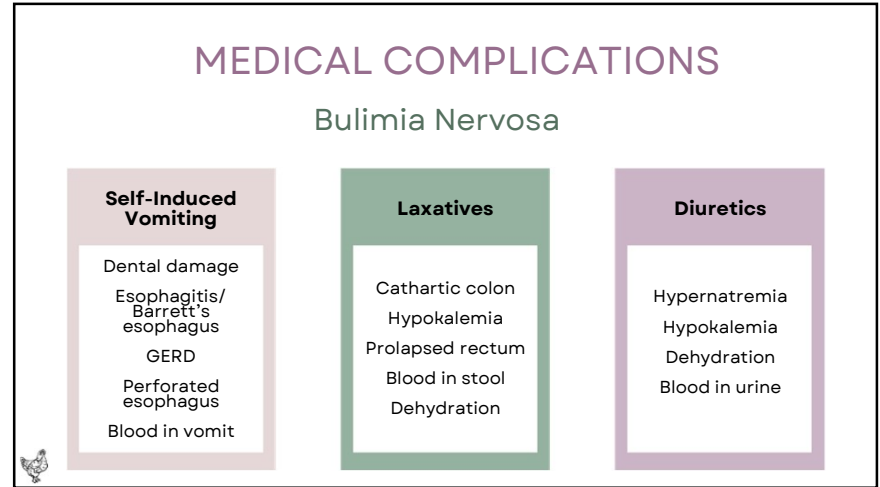 MEDICAL COMPLICATIONS
Bulimia Nervosa
Self-Induced
Vomiting
Dental damage
Esophagitis/
Barrett's
esophagus
GERD
Perforated
esophagus
Blood in vomit
Laxatives
Cathartic colon
Hypokalemia
Prolapsed rectum
Blood in stool
Dehydration
Diuretics
Hypernatremia
Hypokalemia
Dehydration
Blood in urine